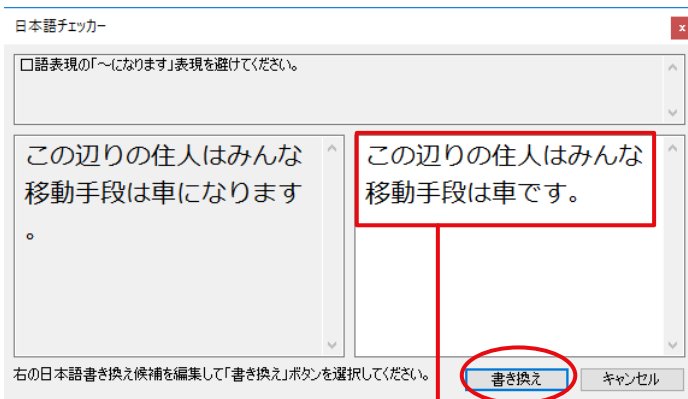 日本語チェッカー
x
口語表現の「～になります」表現を避けてください。
この辺りの住人はみんな
移動手段は車になります
。
この辺りの住人はみんな
移動手段は車です。
右の日本語書き換え候補を編集して「書き換え」ボタンを選択してください。
書き換え
キャンセル